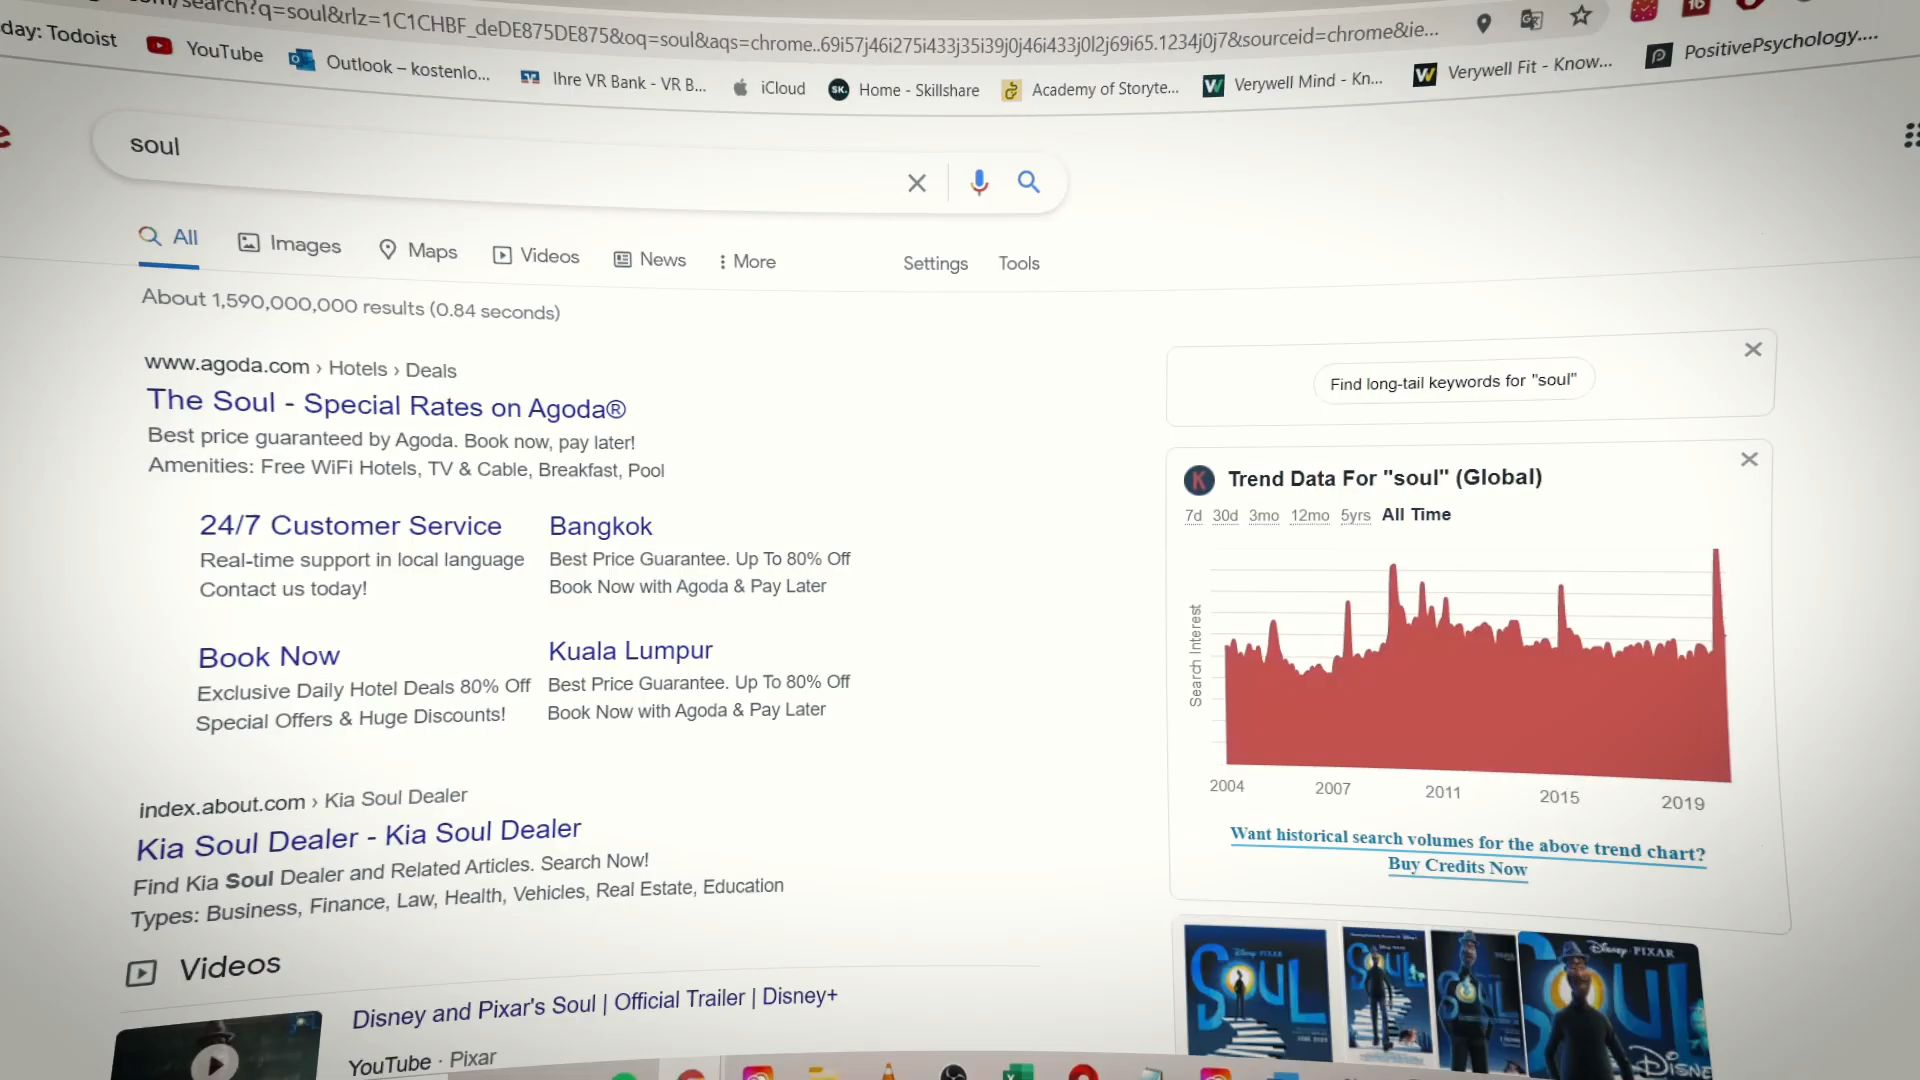 /search?q=soul&rlz=1C1CHBF_deDE875DE875&oq=soul&aqs=chrome..69i57j46i275i433j35i39j0j46i433j0l2j69i65.1234j0j7&sourceid=chrome&ie...
day: Todoist
YouTube
Outlook – kostenlo...
Ihre VR Bank - VR B...
iCloud
SK.
Home - Skillshare
Academy of Storyte...
Verywell Mind - Kn...
Verywell Fit - Know...
PositivePsychology....
soul
All
Images
Maps
Videos
News
More
Settings
Tools
About 1,590,000,000 results (0.84 seconds)
www.agoda.com › Hotels › Deals
The Soul - Special Rates on Agoda®
Best price guaranteed by Agoda. Book now, pay later!
Amenities: Free WiFi Hotels, TV & Cable, Breakfast, Pool
24/7 Customer Service
Real-time support in local language
Contact us today!
Bangkok
Best Price Guarantee. Up To 80% Off
Book Now with Agoda & Pay Later
Book Now
Exclusive Daily Hotel Deals 80% Off
Special Offers & Huge Discounts!
Kuala Lumpur
Best Price Guarantee. Up To 80% Off
Book Now with Agoda & Pay Later
index.about.com › Kia Soul Dealer
Kia Soul Dealer - Kia Soul Dealer
Find Kia Soul Dealer and Related Articles. Search Now!
Types: Business, Finance, Law, Health, Vehicles, Real Estate, Education
Videos
Disney and Pixar's Soul | Official Trailer | Disney+
YouTube · Pixar
Find long-tail keywords for "soul"
K
Trend Data For "soul" (Global)
7d 30d 3mo 12mo 5yrs All Time
Search Interest
2004 2007 2011 2015 2019
Want historical search volumes for the above trend chart?
Buy Credits Now
Disney PIXAR
SOUL
SOUL
SOUL
Disney PIXAR
SOUL